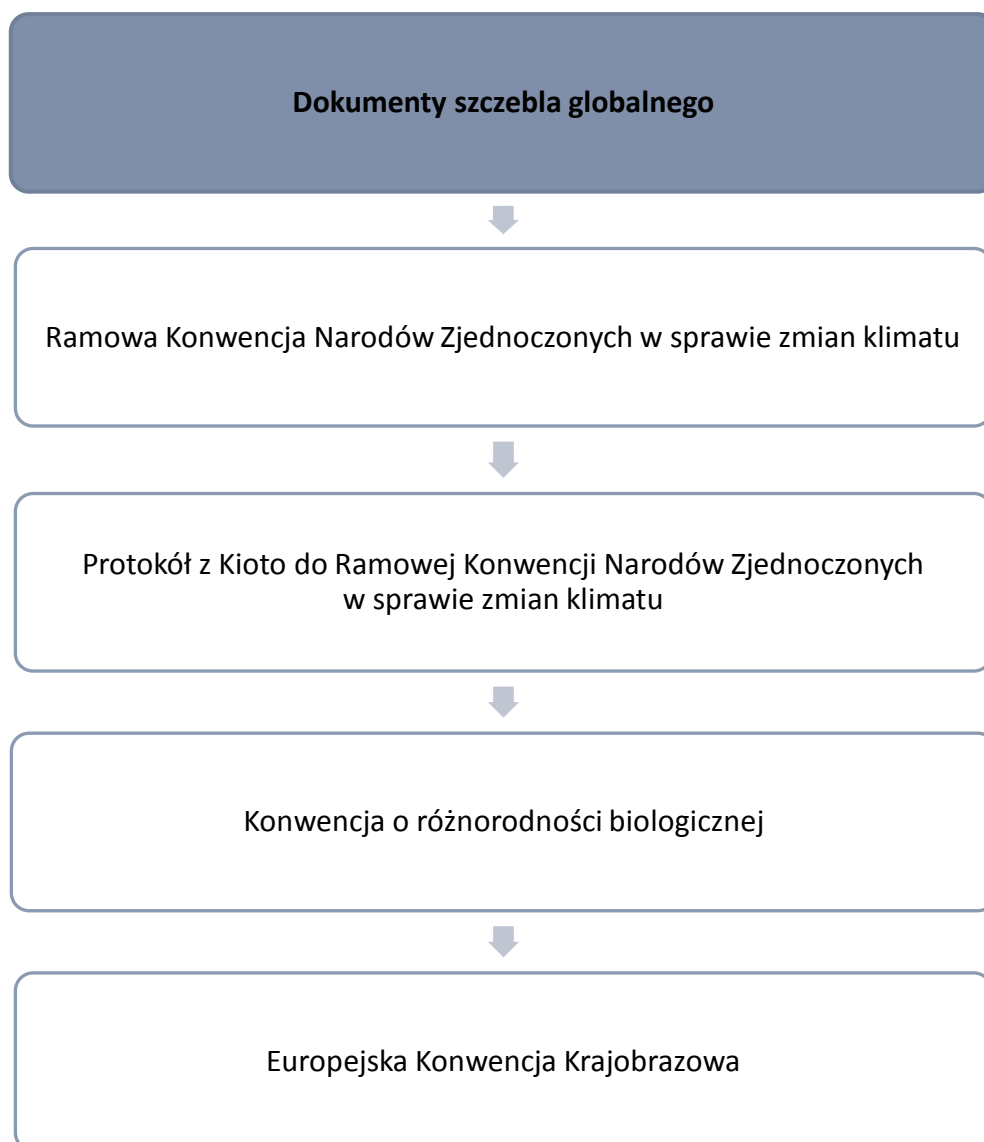 Dokumenty szczebla globalnego
Ramowa Konwencja Narodów Zjednoczonych w sprawie zmian klimatu
Protokół z Kioto do Ramowej Konwencji Narodów Zjednoczonych
w sprawie zmian klimatu
Konwencja o różnorodności biologicznej
Europejska Konwencja Krajobrazowa